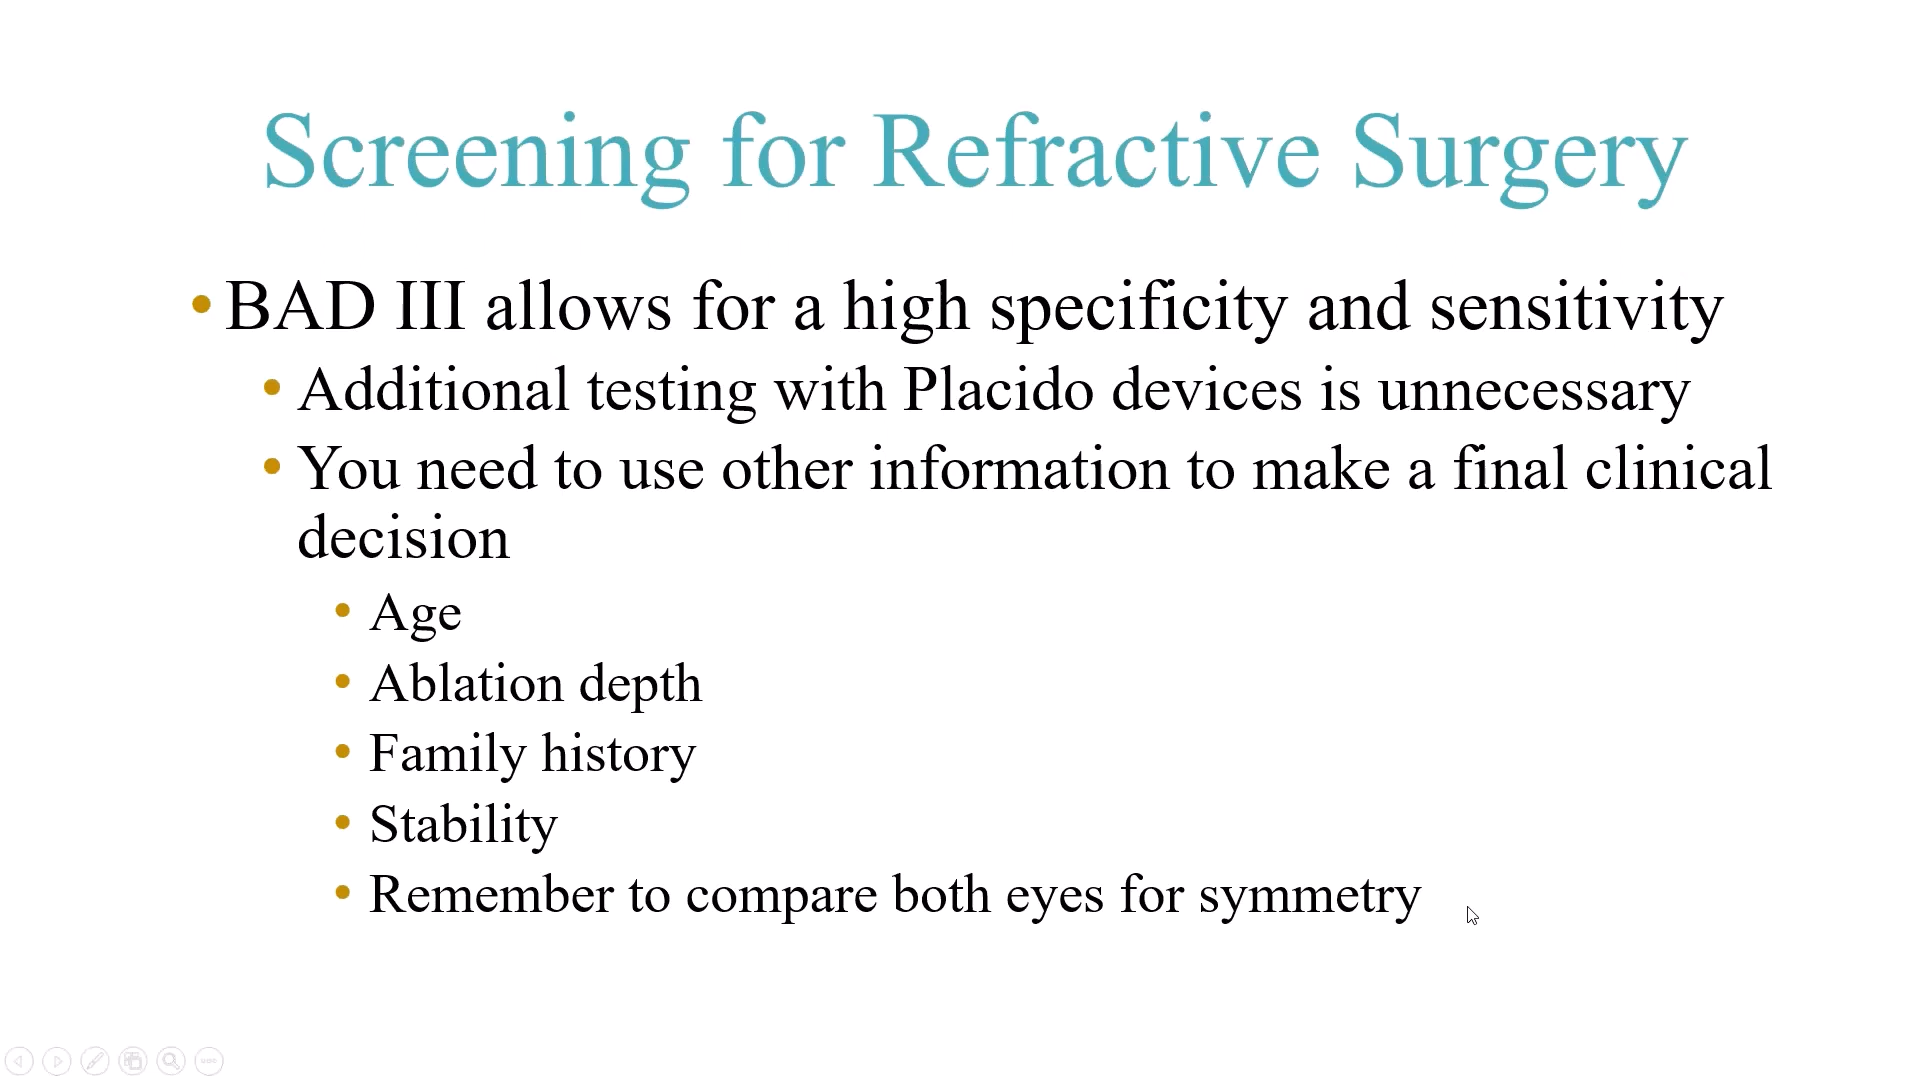 Screening for Refractive Surgery
• BAD III allows for a high specificity and sensitivity
• Additional testing with Placido devices is unnecessary
• You need to use other information to make a final clinical
decision
• Age
• Ablation depth
• Family history
• Stability
• Remember to compare both eyes for symmetry